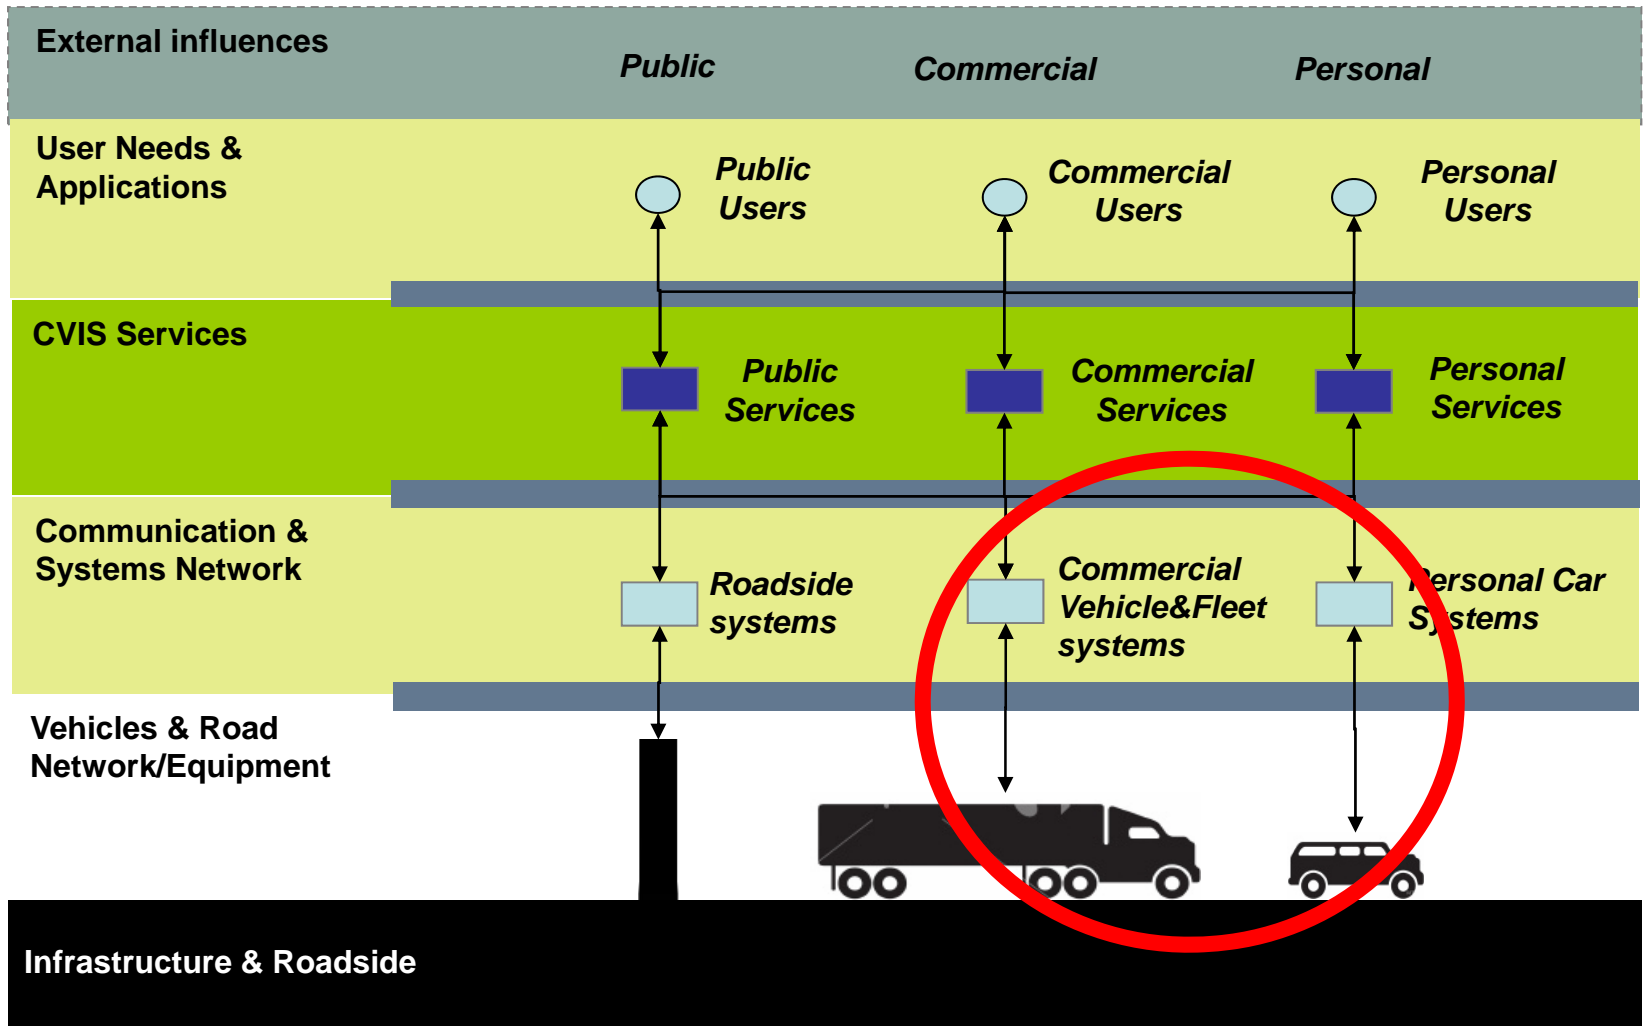 External influences
Public
Commercial
Personal
User Needs &
Applications
Public
Users
Commercial
Users
Personal
Users
CVIS Services
Public
Services
Commercial
Services
Personal
Services
Communication &
Systems Network
Roadside
systems
Commercial
Vehicle&Fleet
systems
Personal Car
Systems
Vehicles & Road
Network/Equipment
Infrastructure & Roadside